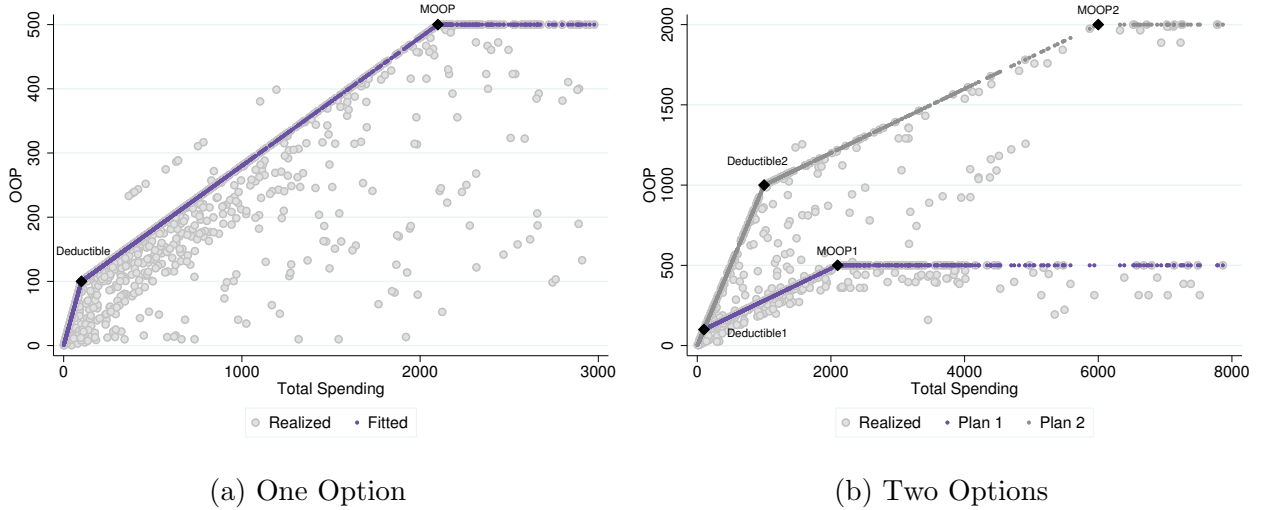 MOOP
500
400
300
200
100
0
OOP
Deductible
0 1000 2000 3000
Total Spending
Realized Fitted
(a) One Option
MOOP2
2000
1500
1000
500
0
OOP
Deductible2
MOOP1
Deductible1
0 2000 4000 6000 8000
Total Spending
Realized Plan 1 Plan 2
(b) Two Options